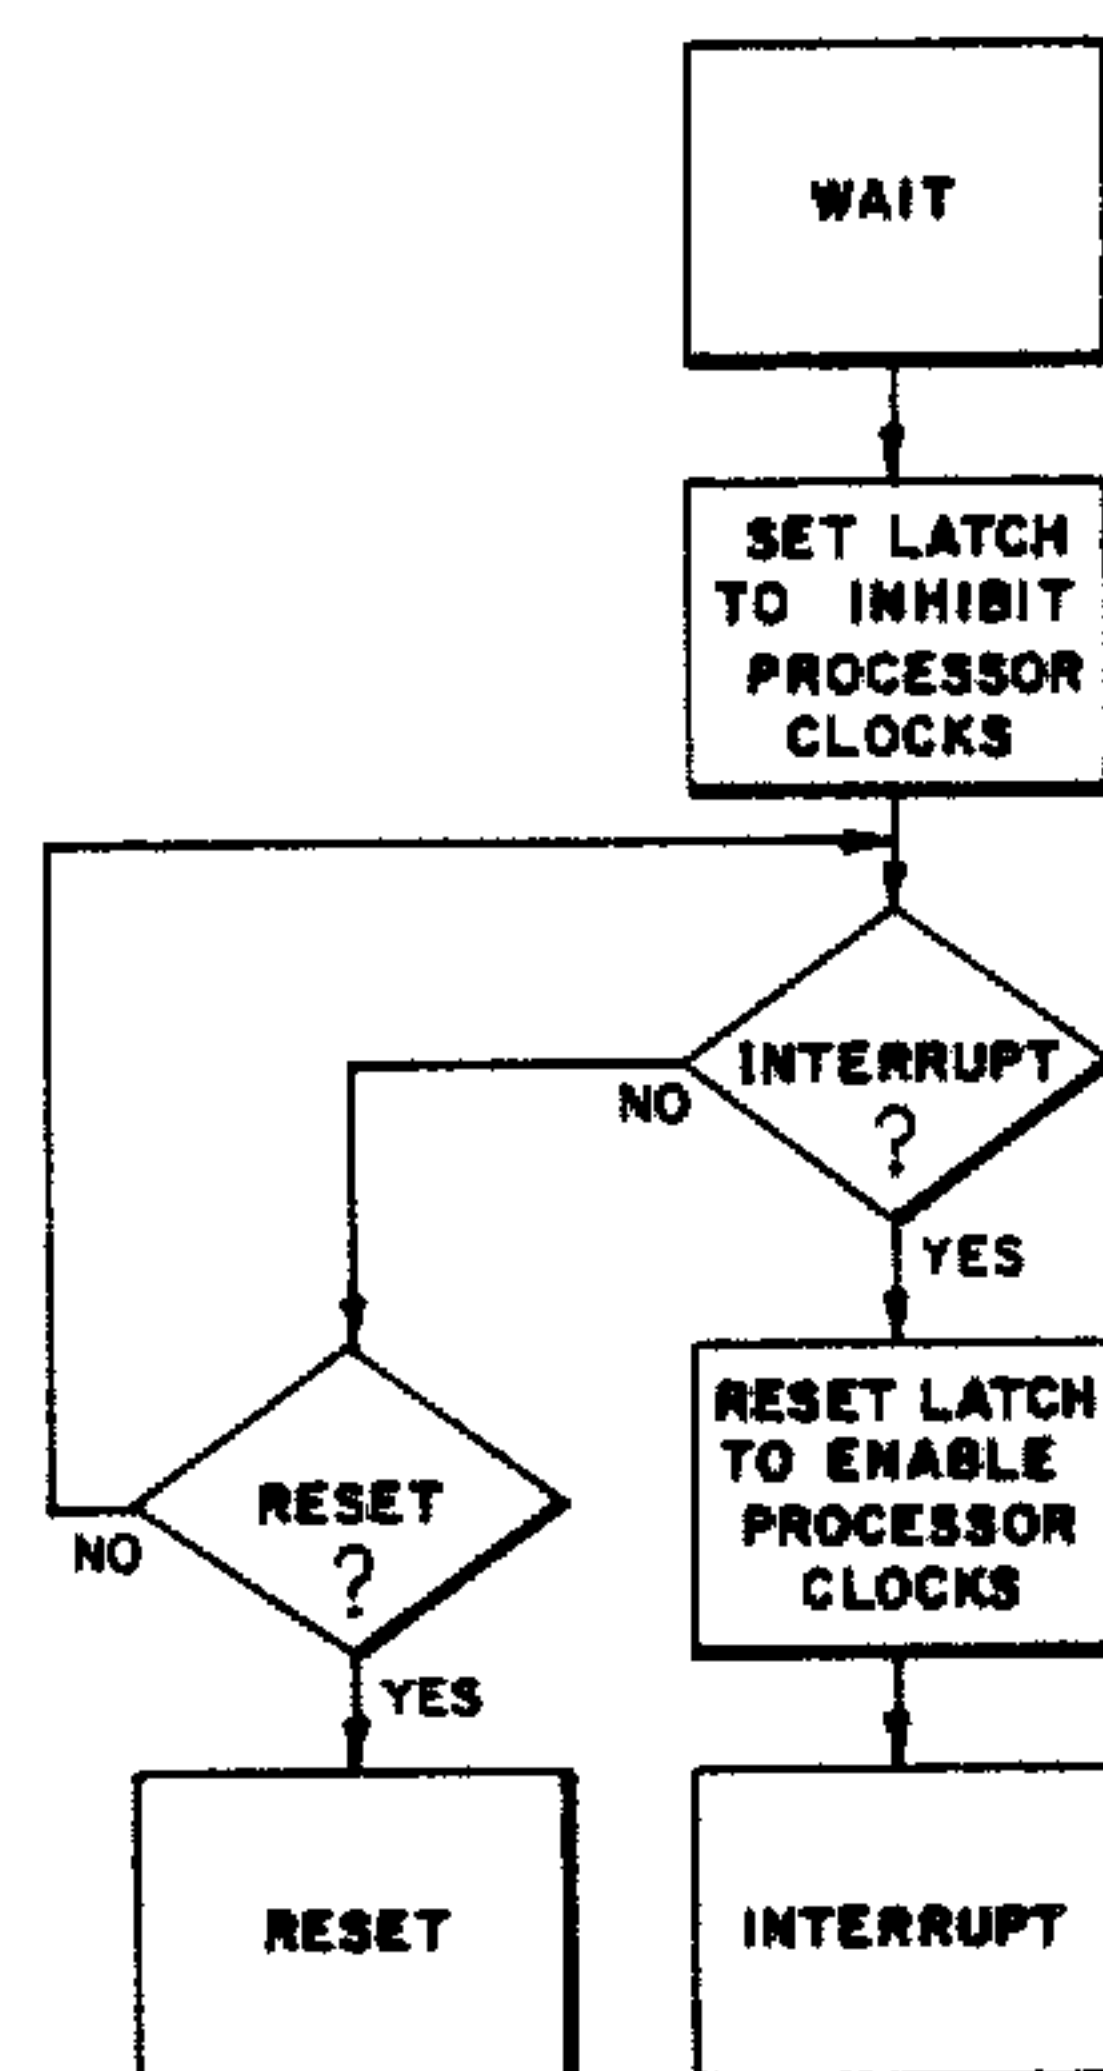 WAIT
SET LATCH
TO INHIBIT
PROCESSOR
CLOCKS
INTERRUPT
?
NO
YES
RESET LATCH
TO ENABLE
PROCESSOR
CLOCKS
RESET
?
NO
YES
RESET
INTERRUPT